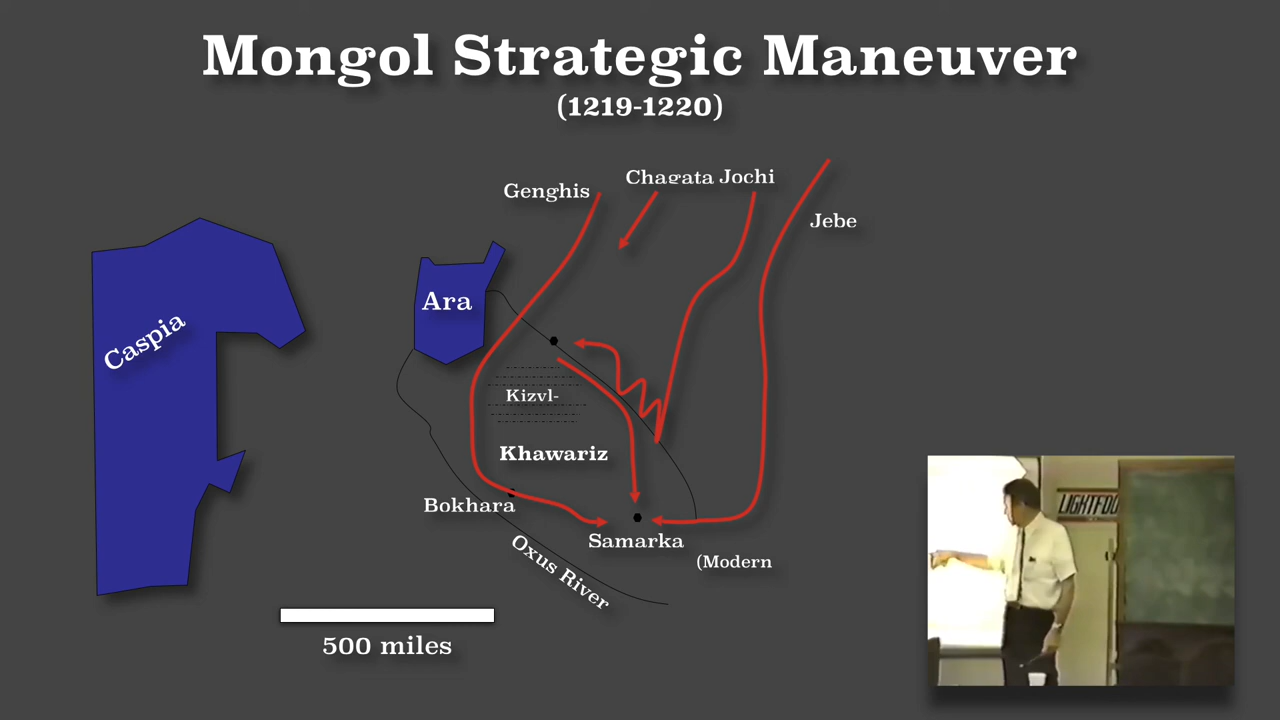 Mongol Strategic Maneuver
(1219-1220)
Genghis
Chagata
Jochi
Jebe
Caspia
Ara
Kizvl-
Khawariz
Bokhara
Samarka
(Modern
Oxus River
500 miles
LIGHTFOO